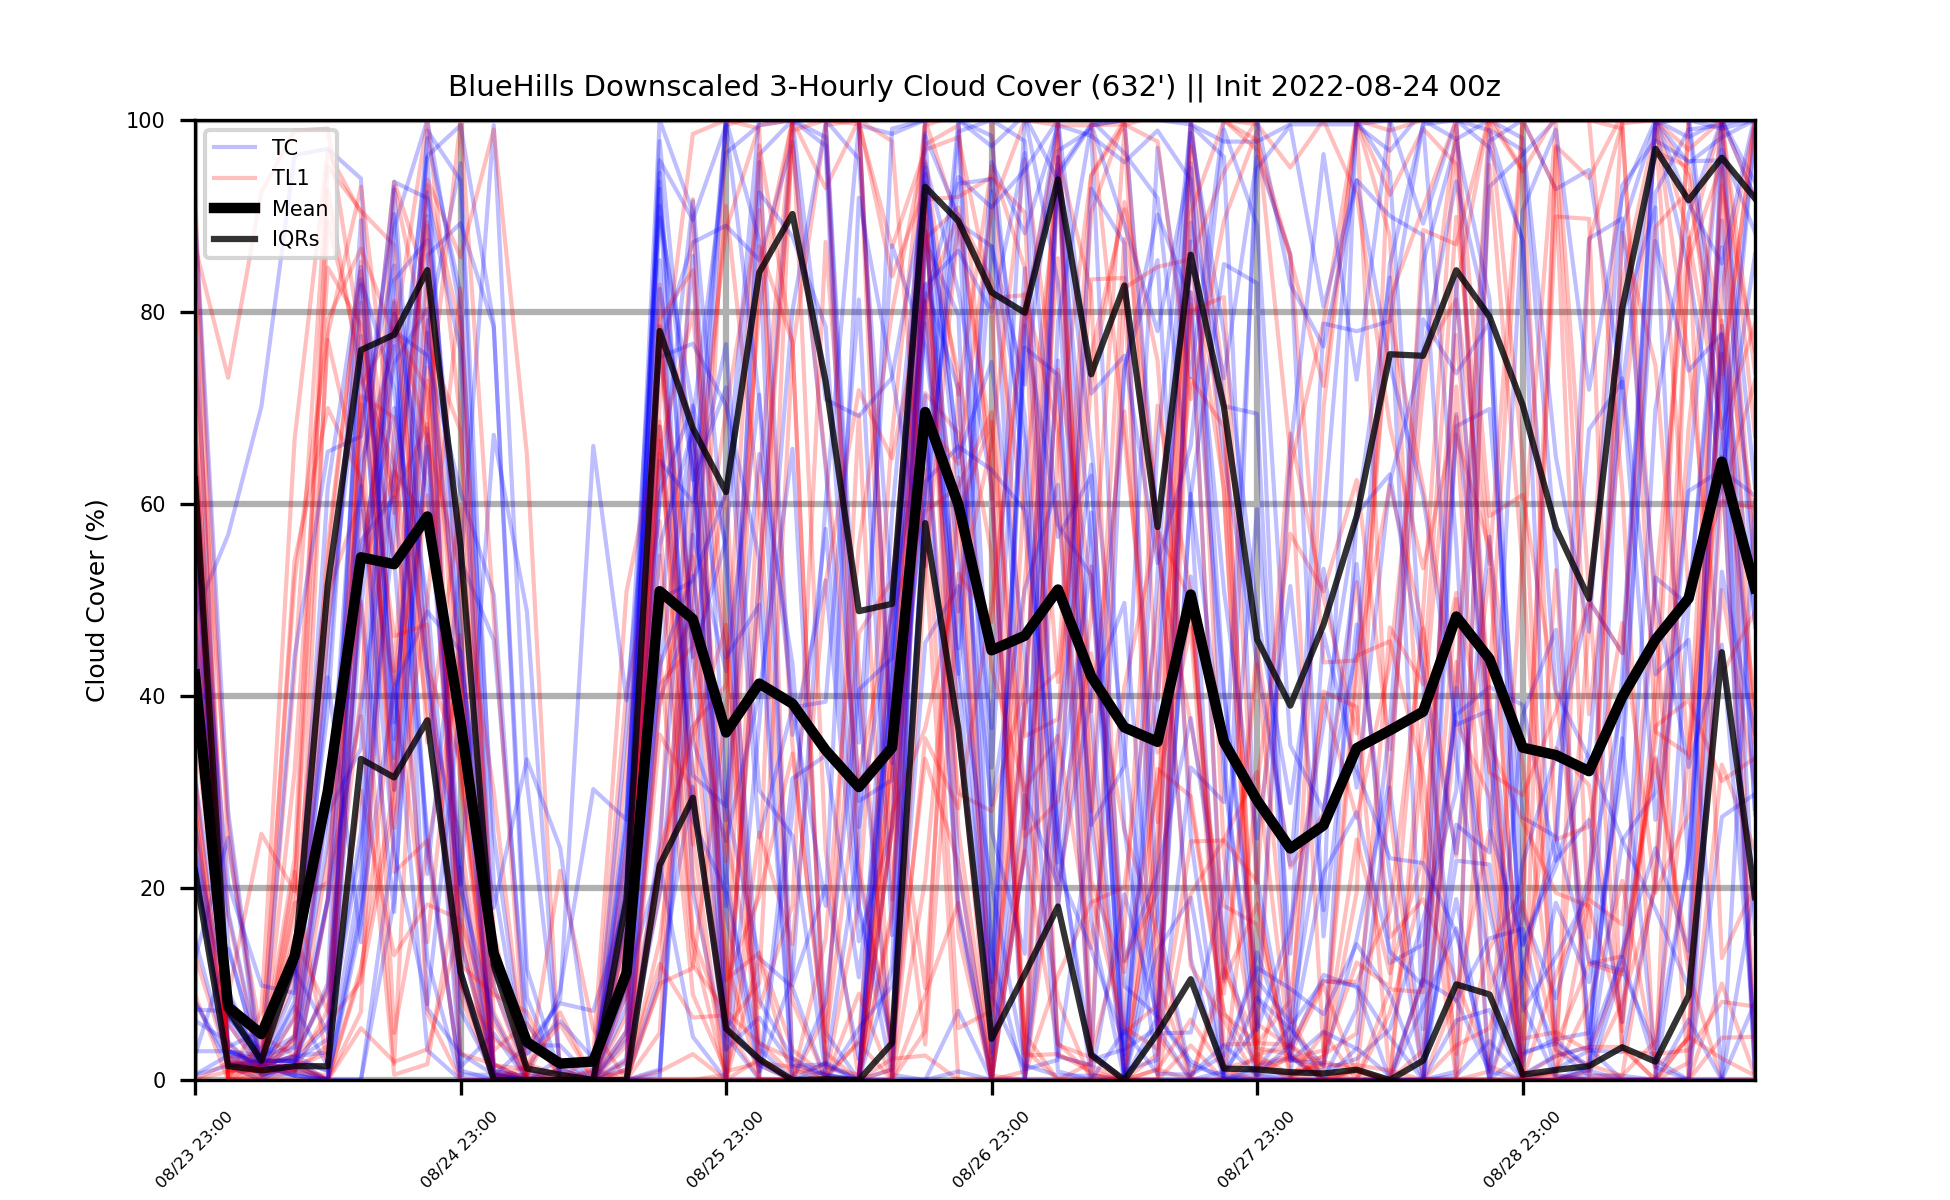 BlueHills Downscaled 3-Hourly Cloud Cover (632') || Init 2022-08-24 00z
TC
TL1
Mean
IQRs
Cloud Cover (%)
100
80
60
40
20
0
08/23 23:00
08/24 23:00
08/25 23:00
08/26 23:00
08/27 23:00
08/28 23:00